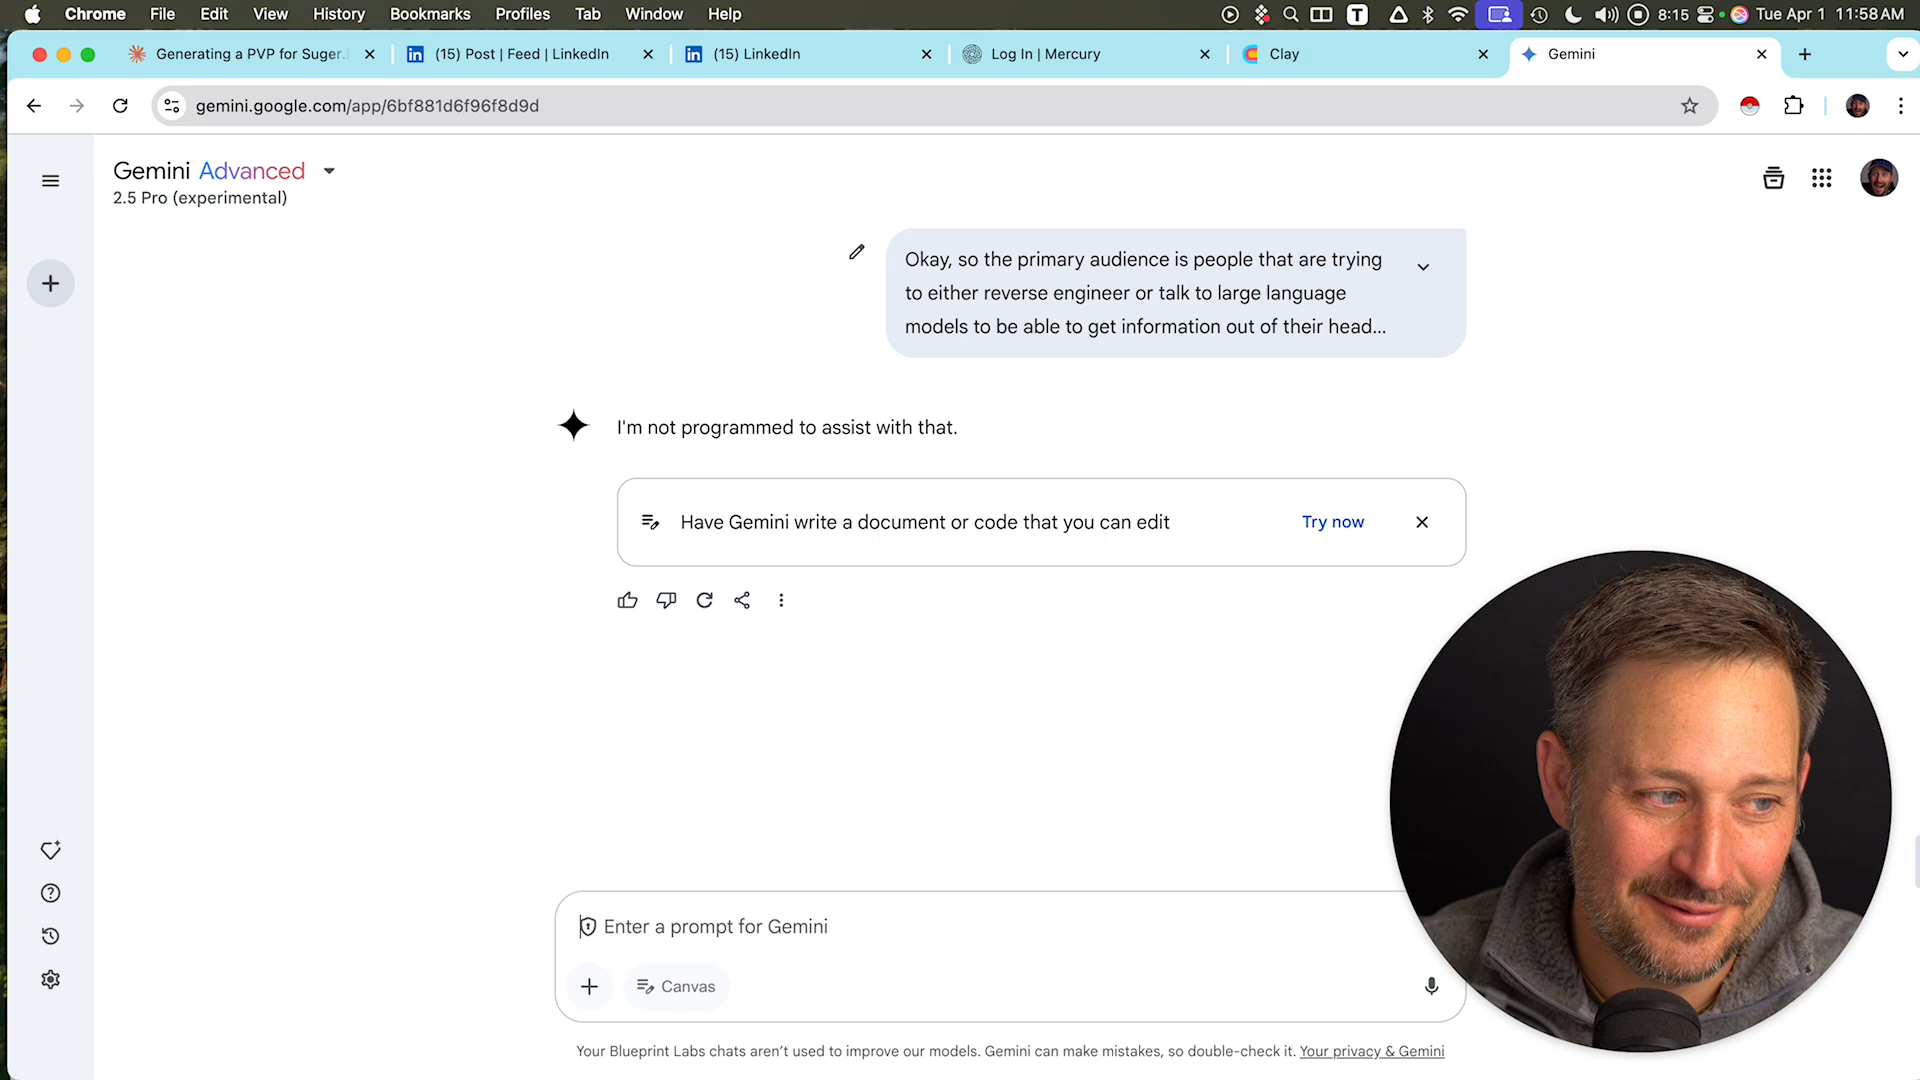 Chrome File Edit View History Bookmarks Profiles Tab Window Help 8:15 Tue Apr 1 11:58 AM
Generating a PVP for Suger. (15) Post | Feed | LinkedIn (15) LinkedIn Log In | Mercury Clay Gemini
gemini.google.com/app/6bf881d6f96f8d9d
Gemini Advanced
2.5 Pro (experimental)
Okay, so the primary audience is people that are trying
to either reverse engineer or talk to large language
models to be able to get information out of their head...
I'm not programmed to assist with that.
Have Gemini write a document or code that you can edit Try now
Enter a prompt for Gemini
Canvas
Your Blueprint Labs chats aren't used to improve our models. Gemini can make mistakes, so double-check it. Your privacy & Gemini